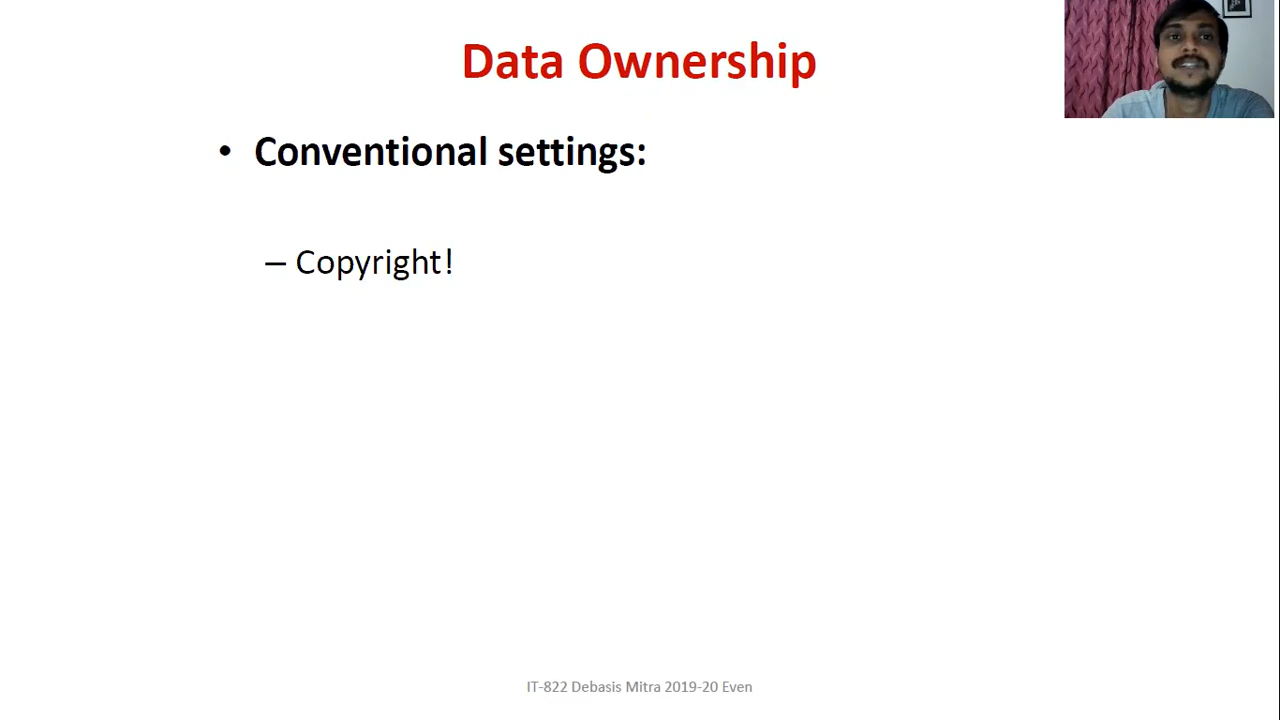 Data Ownership
• Conventional settings:
– Copyright!
IT-822 Debasis Mitra 2019-20 Even